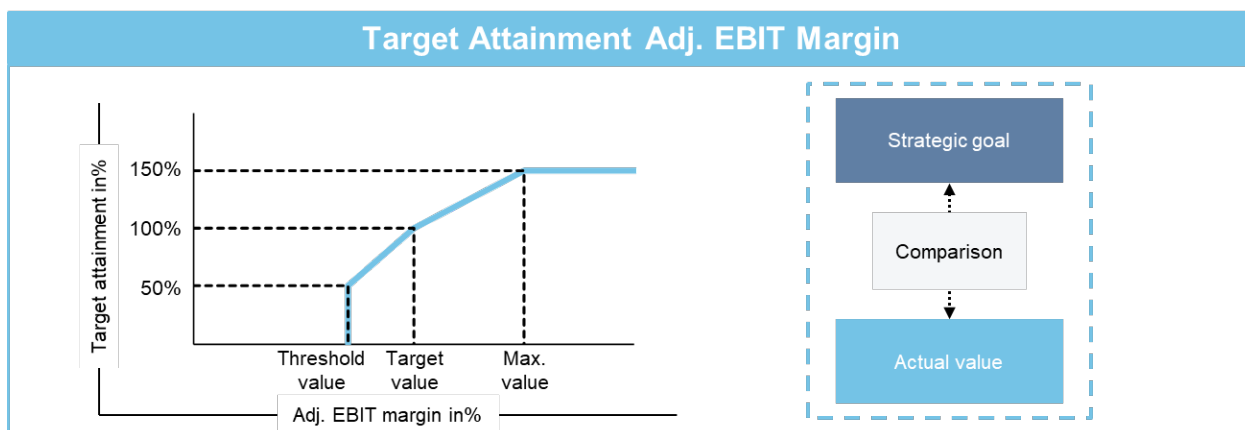 Target Attainment Adj. EBIT Margin
Target attainment in%
150%
100%
50%
Threshold
value
Target
value
Max.
value
Adj. EBIT margin in%
Strategic goal
Comparison
Actual value